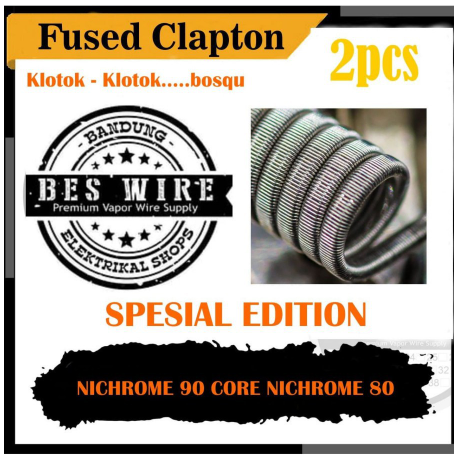 Fused Clapton
2pcs
Klotok - Klotok.....bosqu
BANDUNG
BES WIRE
Premium Vapor Wire Supply
ELEKTRIKAL SHOPS
SPESIAL EDITION
NICHROME 90 CORE NICHROME 80